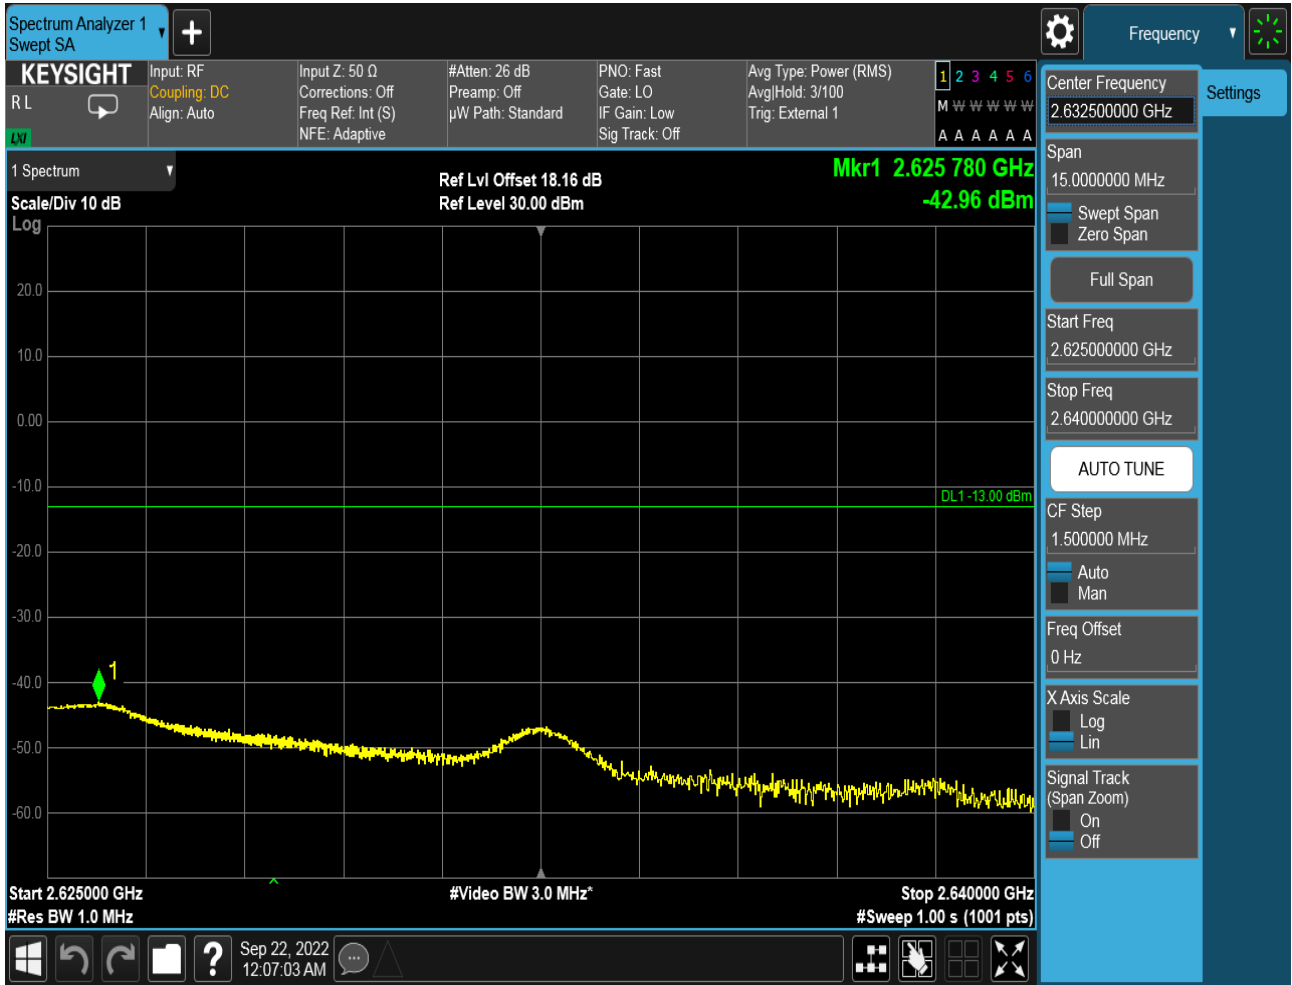 Spectrum Analyzer 1
Swept SA
Frequency
KEYSIGHT
R L
LXI
Input: RF
Coupling: DC
Align: Auto
Input Z: 50 Ω
Corrections: Off
Freq Ref: Int (S)
NFE: Adaptive
#Atten: 26 dB
Preamp: Off
µW Path: Standard
PNO: Fast
Gate: LO
IF Gain: Low
Sig Track: Off
Avg Type: Power (RMS)
Avg|Hold: 3/100
Trig: External 1
1 2 3 4 5 6
M W W W W W
A A A A A A
Center Frequency
2.632500000 GHz
Settings
Span
15.0000000 MHz
Swept Span
Zero Span
Full Span
Start Freq
2.625000000 GHz
Stop Freq
2.640000000 GHz
AUTO TUNE
CF Step
1.500000 MHz
Auto
Man
Freq Offset
0 Hz
X Axis Scale
Log
Lin
Signal Track
(Span Zoom)
On
Off
1 Spectrum
Scale/Div 10 dB
Log
Ref Lvl Offset 18.16 dB
Ref Level 30.00 dBm
Mkr1 2.625 780 GHz
-42.96 dBm
20.0
10.0
0.00
-10.0
DL1 -13.00 dBm
-20.0
-30.0
-40.0
1
-50.0
-60.0
Start 2.625000 GHz
#Video BW 3.0 MHz*
Stop 2.640000 GHz
#Res BW 1.0 MHz
#Sweep 1.00 s (1001 pts)
?
Sep 22, 2022
12:07:03 AM